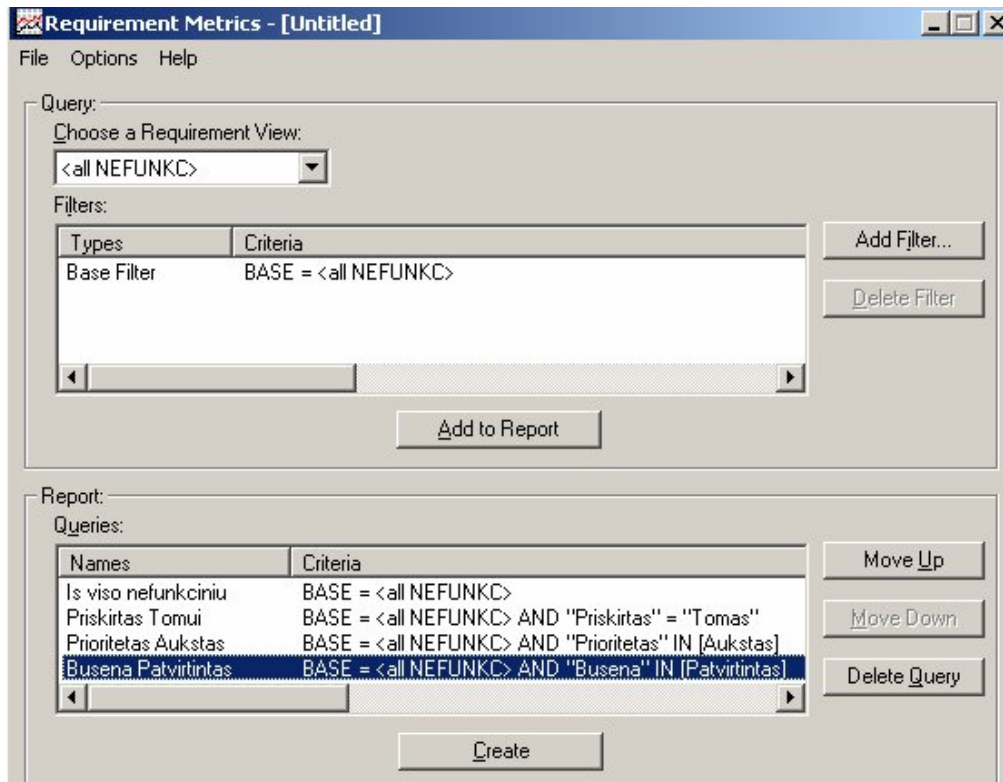 Requirement Metrics - [Untitled]
File Options Help
Query:
Choose a Requirement View:
<all NEFUNKC>
Filters:
Types Criteria
Base Filter BASE = <all NEFUNKC>
Add Filter...
Delete Filter
Add to Report
Report:
Queries:
Names Criteria
Is viso nefunkciniu BASE = <all NEFUNKC>
Priskirtas Tomui BASE = <all NEFUNKC> AND "Priskirtas" = "Tomas"
Prioritetas Aukstas BASE = <all NEFUNKC> AND "Prioritetas" IN [Aukstas]
Busena Patvirtintas BASE = <all NEFUNKC> AND "Busena" IN [Patvirtintas]
Move Up
Move Down
Delete Query
Create